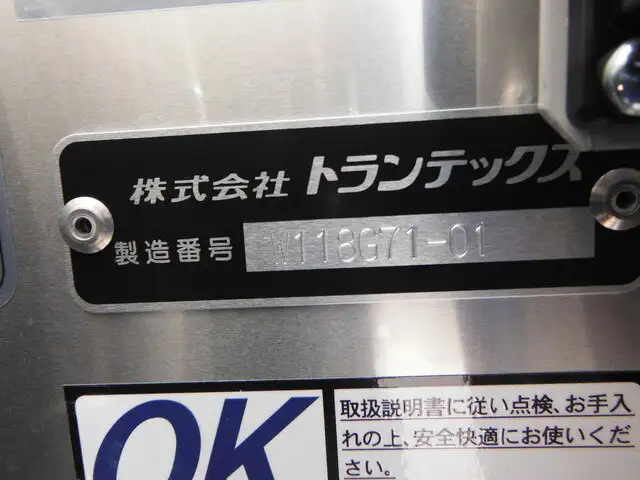 株式会社 トランテックス
製造番号 W118G71-01
OK
取扱説明書に従い点検、お手入
れの上、安全快適にお使いくだ
さい。